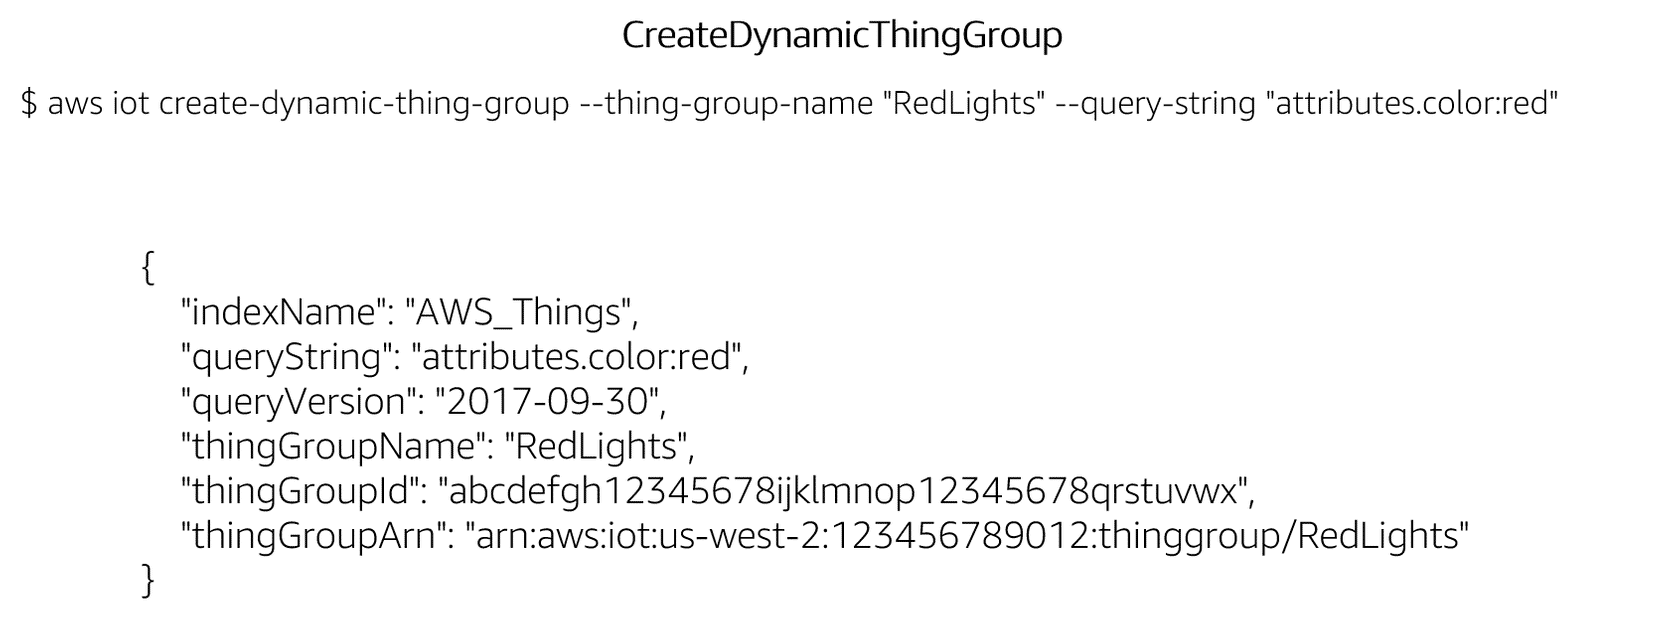 CreateDynamicThingGroup
$ aws iot create-dynamic-thing-group --thing-group-name "RedLights" --query-string "attributes.color:red"
{
"indexName": "AWS_Things",
"queryString": "attributes.color:red",
"queryVersion": "2017-09-30",
"thingGroupName": "RedLights",
"thingGroupId": "abcdefgh12345678ijklmnop12345678qrstuvwx",
"thingGroupArn": "arn:aws:iot:us-west-2:123456789012:thinggroup/RedLights"
}